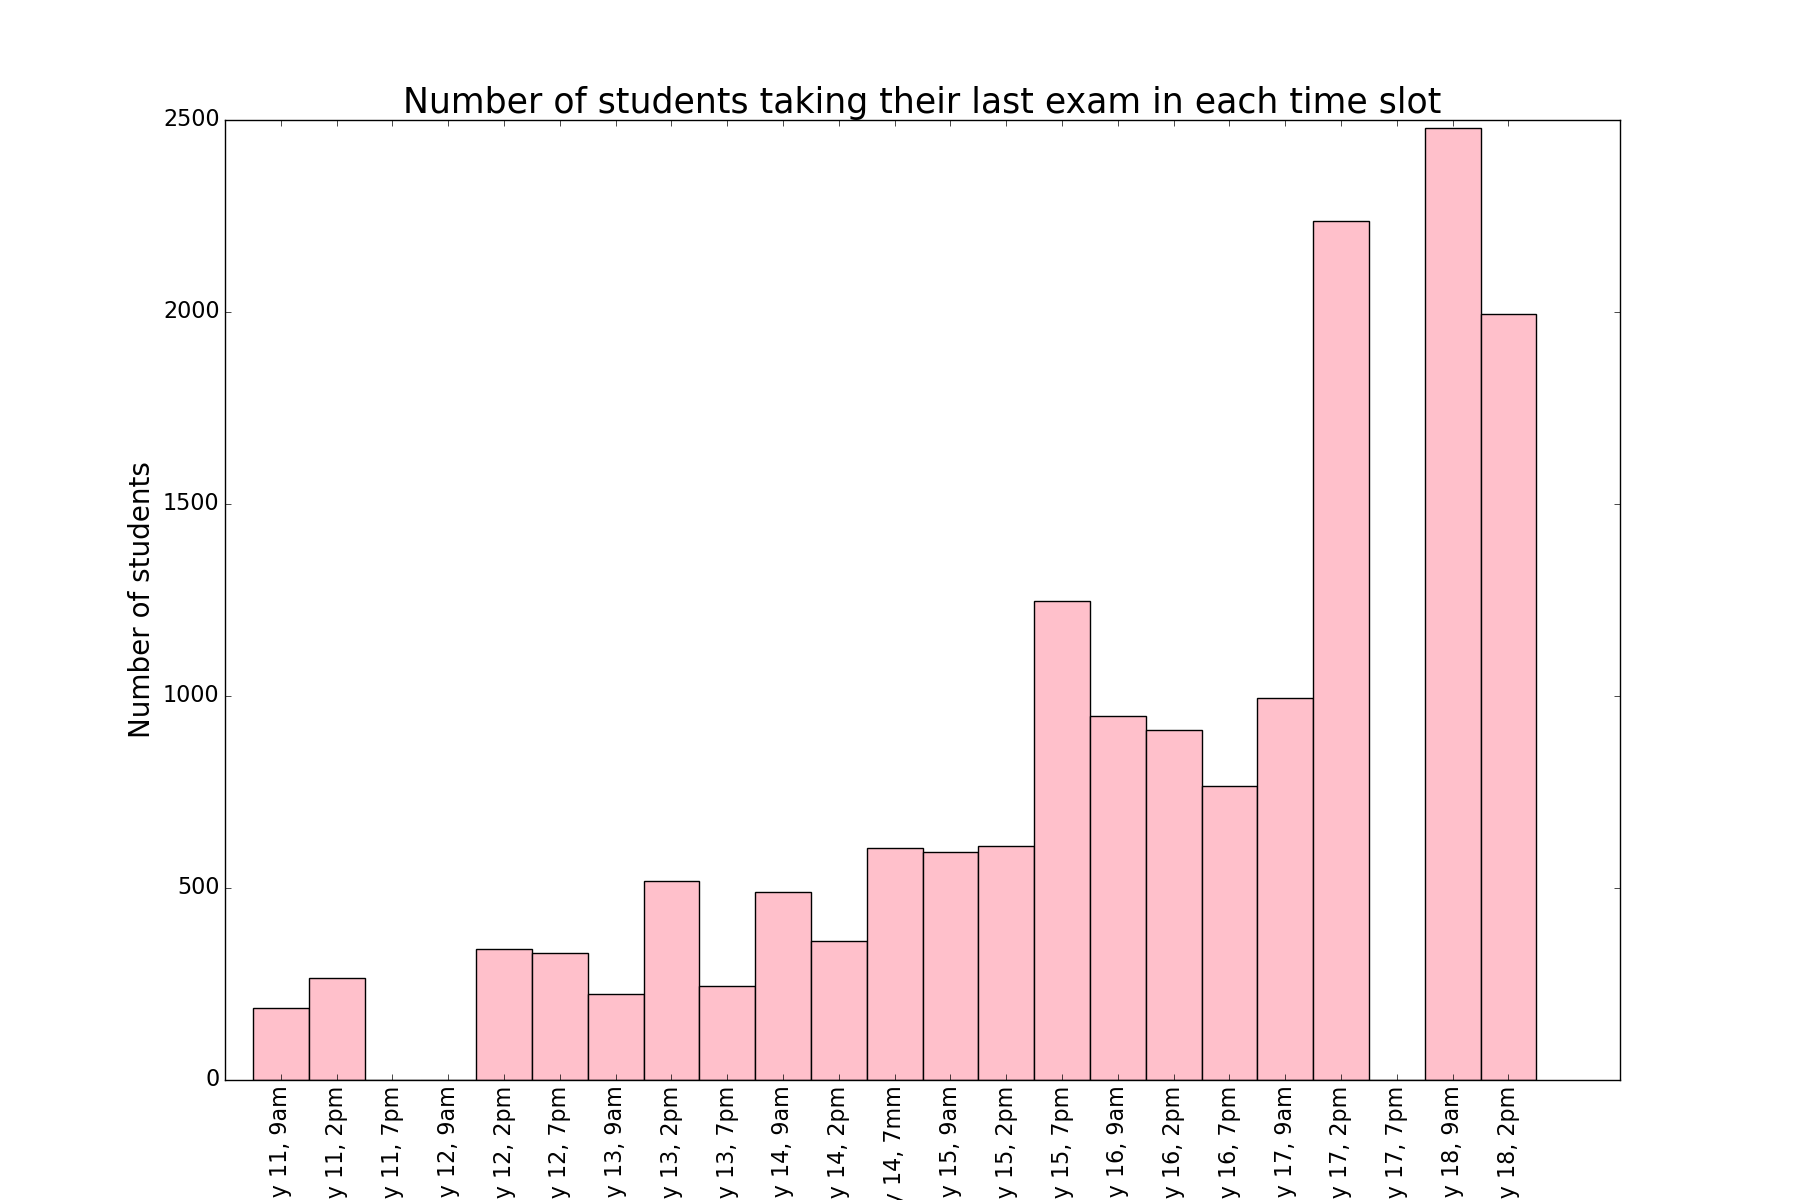 Number of students taking their last exam in each time slot
Number of students
2500
2000
1500
1000
500
0
y 11, 9am
y 11, 2pm
y 11, 7pm
y 12, 9am
y 12, 2pm
y 12, 7pm
y 13, 9am
y 13, 2pm
y 13, 7pm
y 14, 9am
y 14, 2pm
y 14, 7mm
y 15, 9am
y 15, 2pm
y 15, 7pm
y 16, 9am
y 16, 2pm
y 16, 7pm
y 17, 9am
y 17, 2pm
y 17, 7pm
y 18, 9am
y 18, 2pm